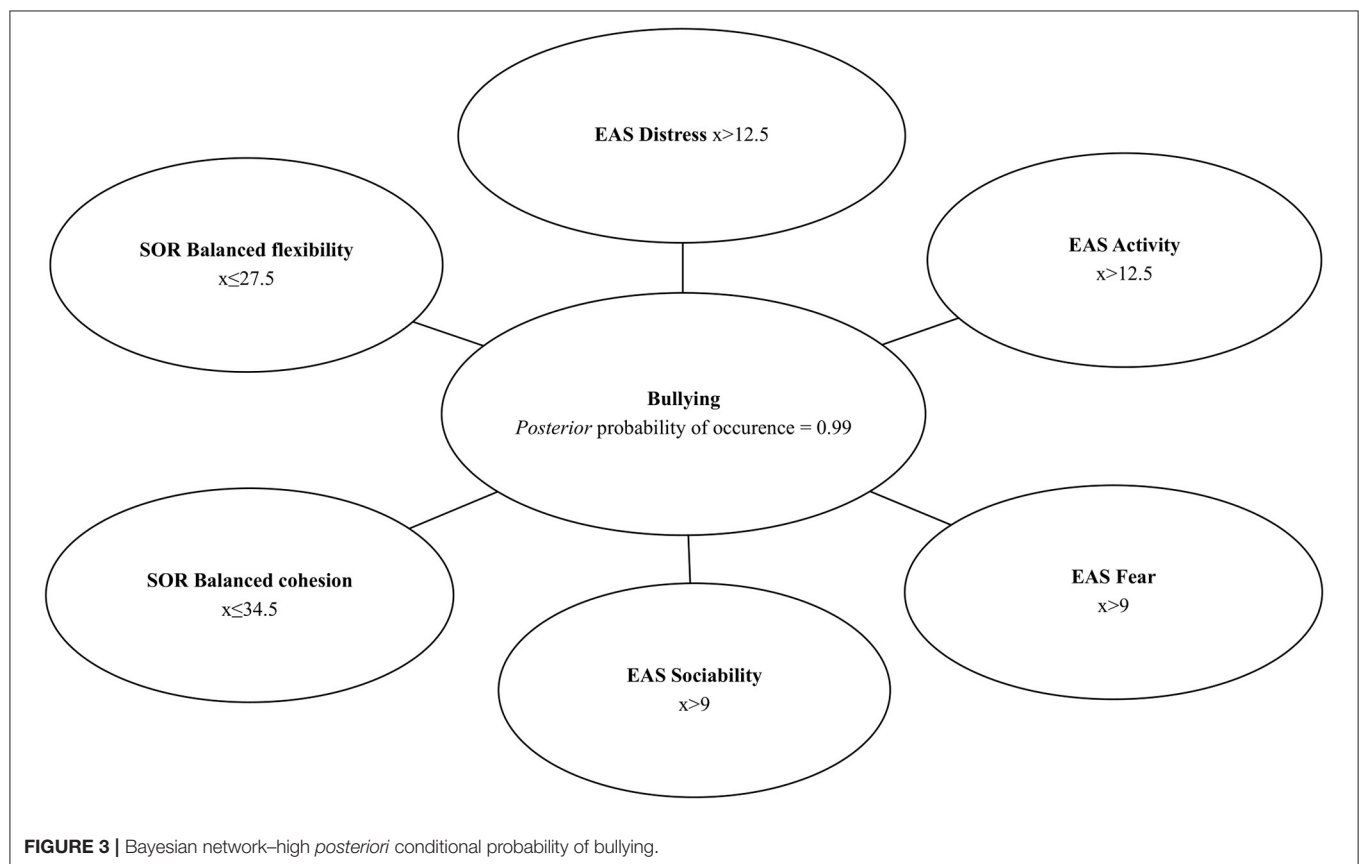 EAS Distress x>12.5
SOR Balanced flexibility
x≤27.5
EAS Activity
x>12.5
Bullying
Posterior probability of occurence = 0.99
SOR Balanced cohesion
x≤34.5
EAS Fear
x>9
EAS Sociability
x>9
FIGURE 3 | Bayesian network–high posteriori conditional probability of bullying.